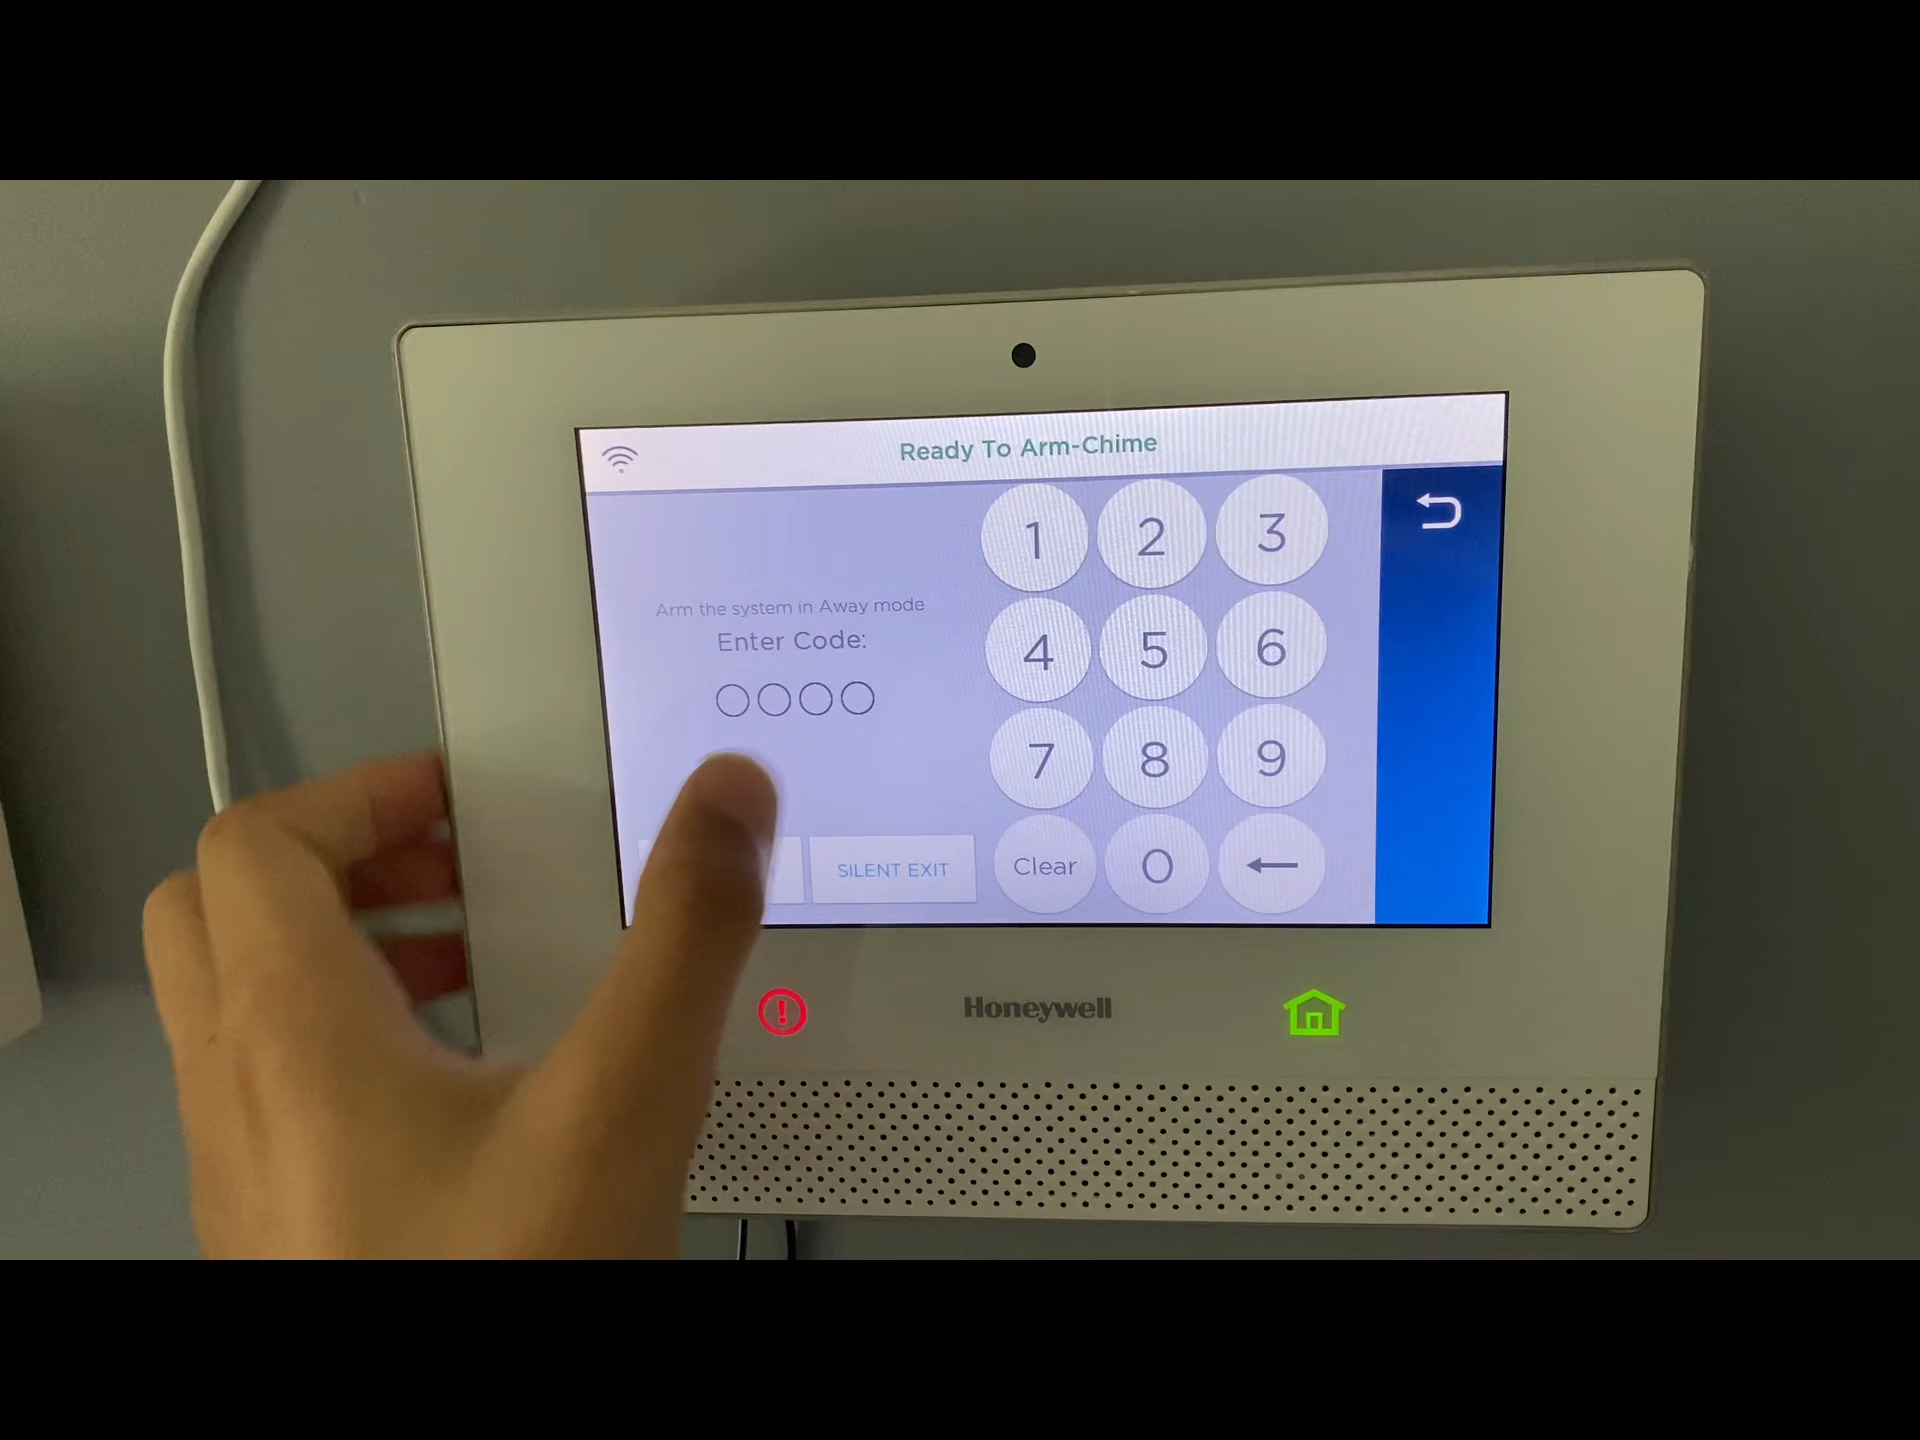 Ready To Arm-Chime
Arm the system in Away mode
Enter Code:
1 2 3
4 5 6
7 8 9
SILENT EXIT
Clear 0
Honeywell